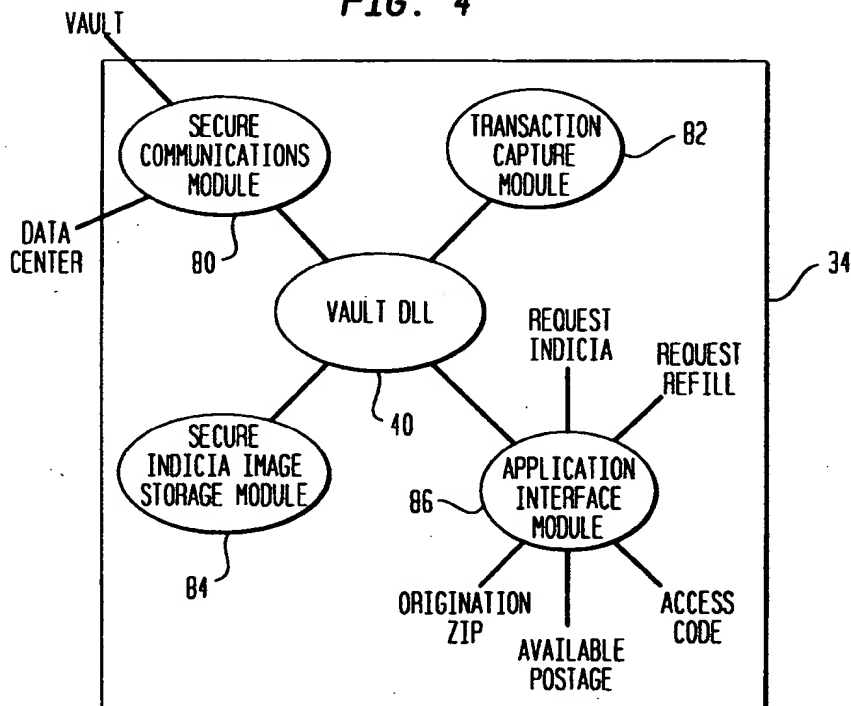 FIG. 4
VAULT
SECURE
COMMUNICATIONS
MODULE
TRANSACTION
CAPTURE
MODULE
82
DATA
CENTER
80
34
VAULT DLL
REQUEST
INDICIA
REQUEST
REFILL
40
SECURE
INDICIA IMAGE
STORAGE MODULE
84
APPLICATION
INTERFACE
MODULE
86
ORIGINATION
ZIP
AVAILABLE
POSTAGE
ACCESS
CODE